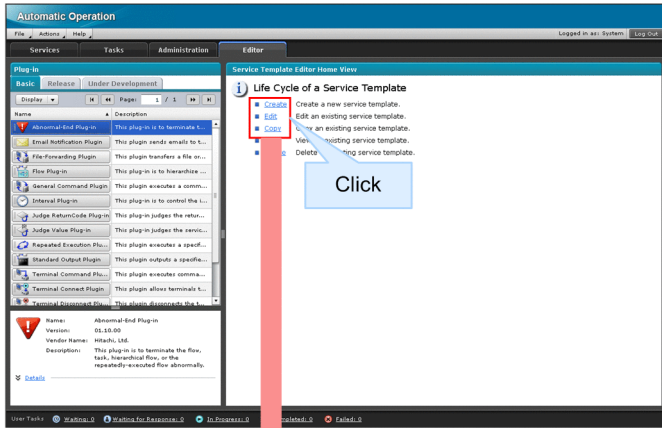 Automatic Operation
File Actions Help Logged in as: System Log Out
Services Tasks Administration Editor
Plug-in
Basic Release Under Development
Display Page: 1 / 1
Name Description
Abnormal-End Plug-in This plug-in is to terminate t...
Email Notification Plugin This plugin sends emails to t...
File-Forwarding Plugin This plugin transfers a file or...
Flow Plug-in This plug-in is to hierarchize ...
General Command Plugin This plugin executes a comm...
Interval Plug-in This plug-in is to control the i...
Judge ReturnCode Plug-in This plug-in judges the retur...
Judge Value Plug-in This plug-in judges the servic...
Repeated Execution Plu... This plugin executes a specif...
Standard Output Plugin This plugin outputs a specifie...
Terminal Command Plu... This plugin executes comma...
Terminal Connect Plugin This plugin allows terminals t...
Terminal Disconnect Plu... This plugin disconnects the t...
Name: Abnormal-End Plug-in
Version: 01.10.00
Vendor Name: Hitachi, Ltd.
Description: This plug-in is to terminate the flow,
task, hierarchical flow, or the
repeatedly-executed flow abnormally.
Details
Service Template Editor Home View
Life Cycle of a Service Template
Create Create a new service template.
Edit Edit an existing service template.
Copy an existing service template.
existing service template.
Delete service template.
Click
User Tasks Waiting: 0 Waiting for Response: 0 In Progress: 0 Failed: 0